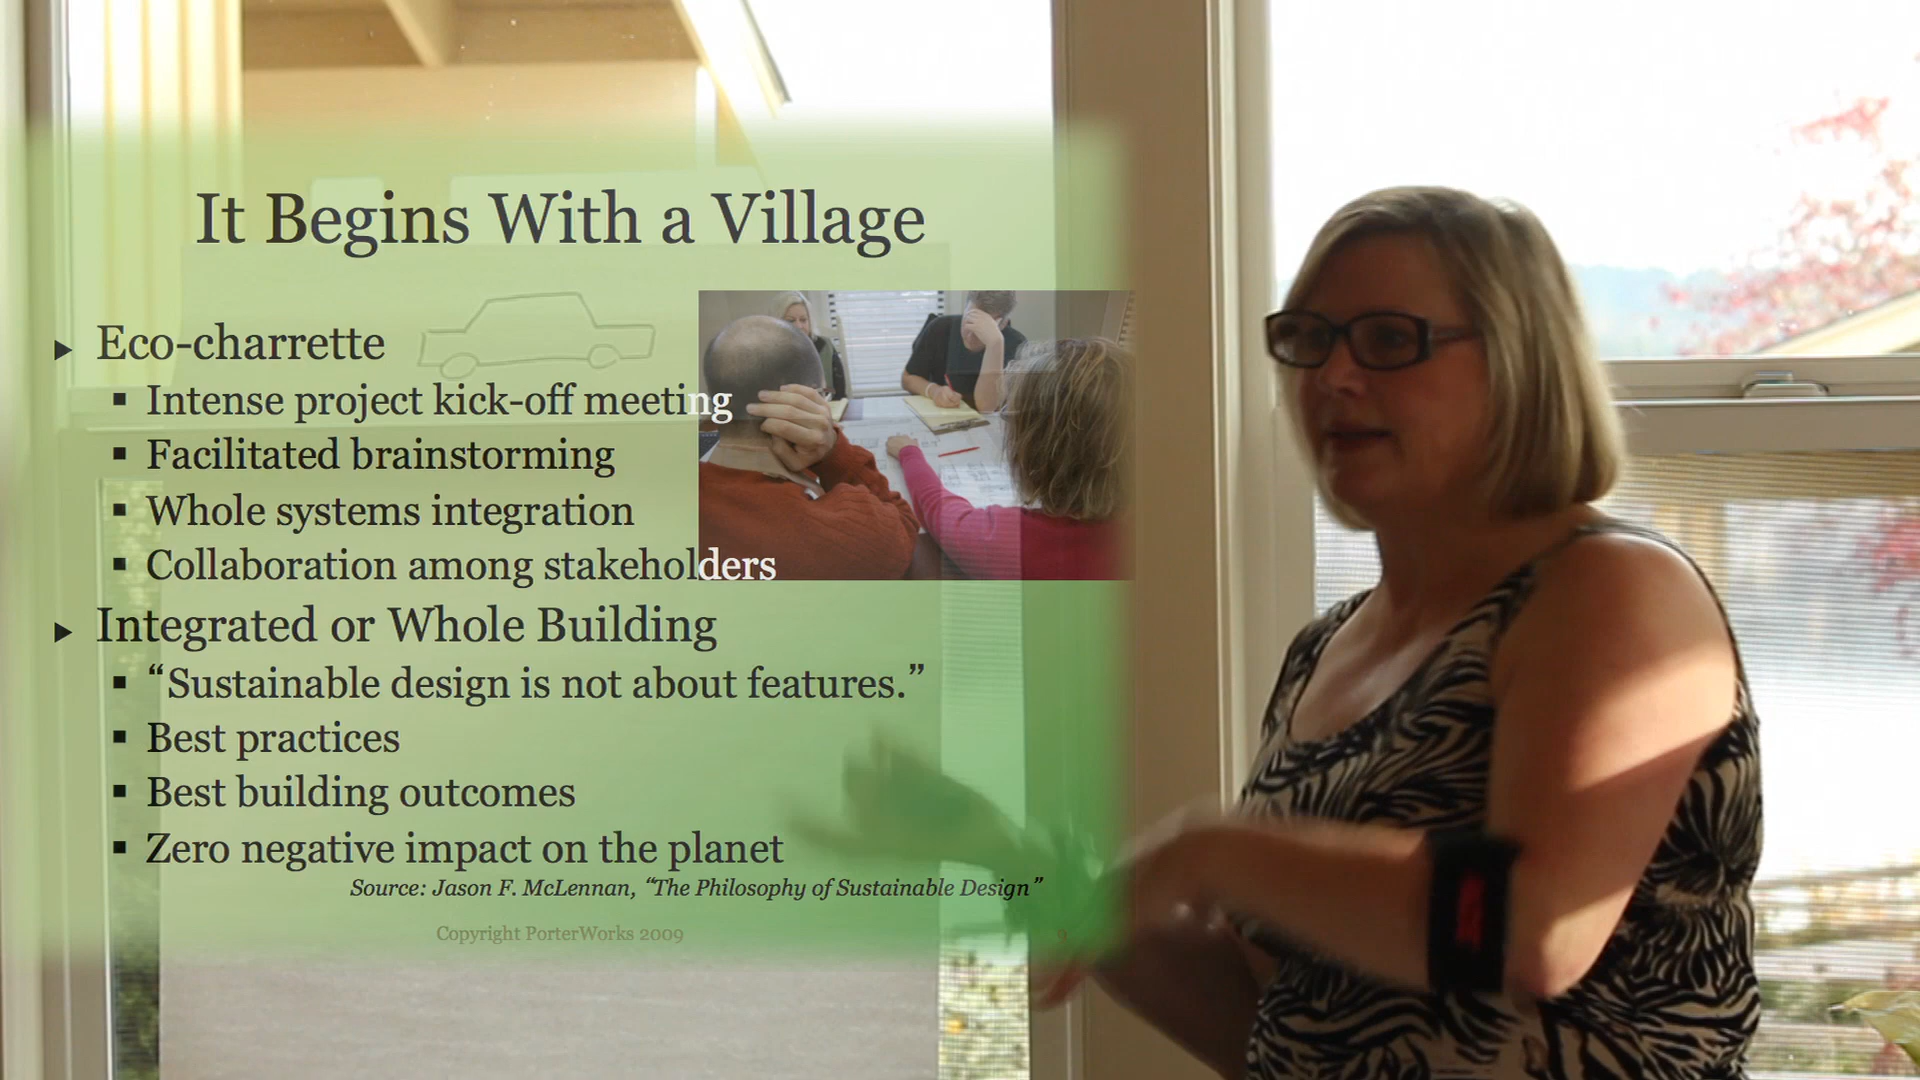 It Begins With a Village
Eco-charrette
Intense project kick-off meeting
Facilitated brainstorming
Whole systems integration
Collaboration among stakeholders
Integrated or Whole Building
“Sustainable design is not about features.”
Best practices
Best building outcomes
Zero negative impact on the planet
Source: Jason F. McLennan, “The Philosophy of Sustainable Design”
Copyright PorterWorks 2009
9